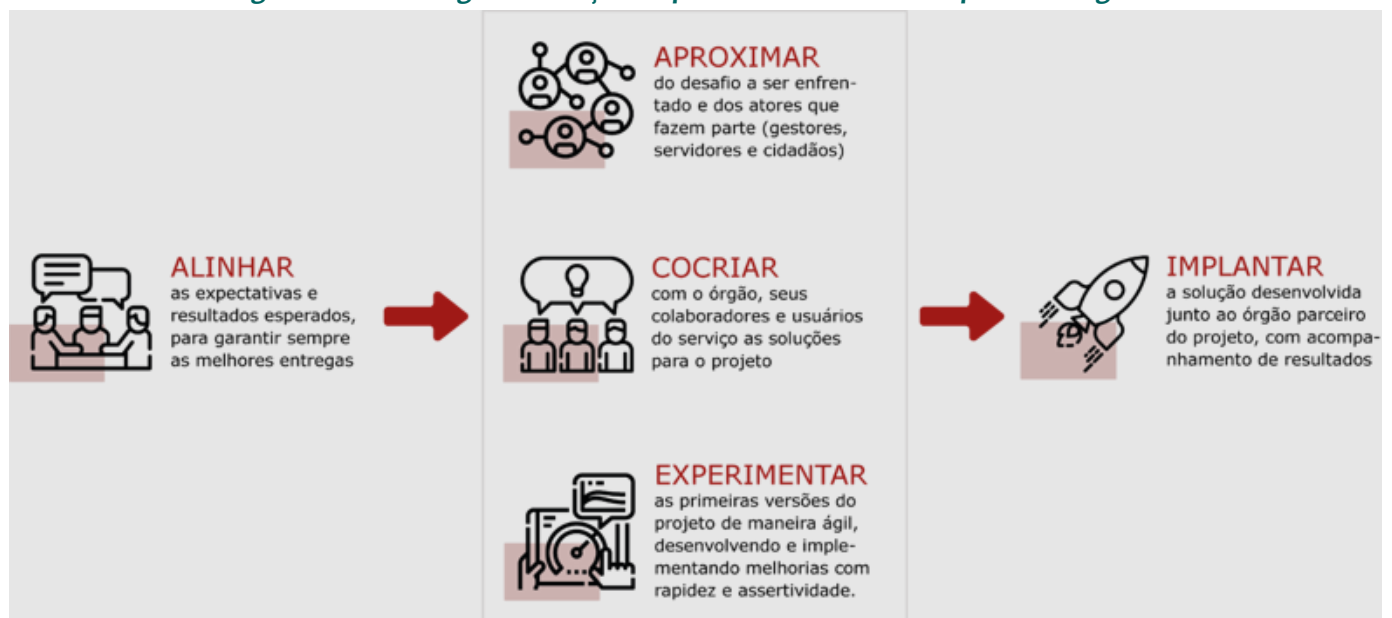 ALINHAR
as expectativas e
resultados esperados,
para garantir sempre
as melhores entregas
APROXIMAR
do desafio a ser enfren-
tado e dos atores que
fazem parte (gestores,
servidores e cidadãos)
COCRIAR
com o órgão, seus
colaboradores e usuários
do serviço as soluções
para o projeto
EXPERIMENTAR
as primeiras versões do
projeto de maneira ágil,
desenvolvendo e imple-
mentando melhorias com
rapidez e assertividade.
IMPLANTAR
a solução desenvolvida
junto ao órgão parceiro
do projeto, com acompa-
nhamento de resultados